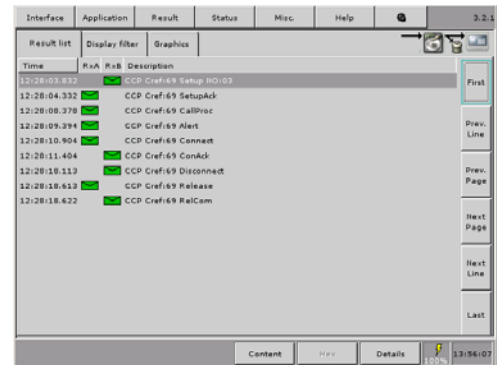 Interface Application Result Status Misc. Help 3.2.1
Result list Display filter Graphics
Time RxA RxB Description
12:28:03.832 CCP Cref:69 Setup IIO:03
12:28:04.332 CCP Cref:69 SetupAck
12:28:08.378 CCP Cref:69 CallProc
12:28:09.394 CCP Cref:69 Alert
12:28:10.904 CCP Cref:69 Connect
12:28:11.404 CCP Cref:69 ConAck
12:28:18.113 CCP Cref:69 Disconnect
12:28:18.613 CCP Cref:69 Release
12:28:18.622 CCP Cref:69 RelCom
First
Prev. Line
Prev. Page
Next Page
Next Line
Last
Content Hex Details 100% 13:56:07